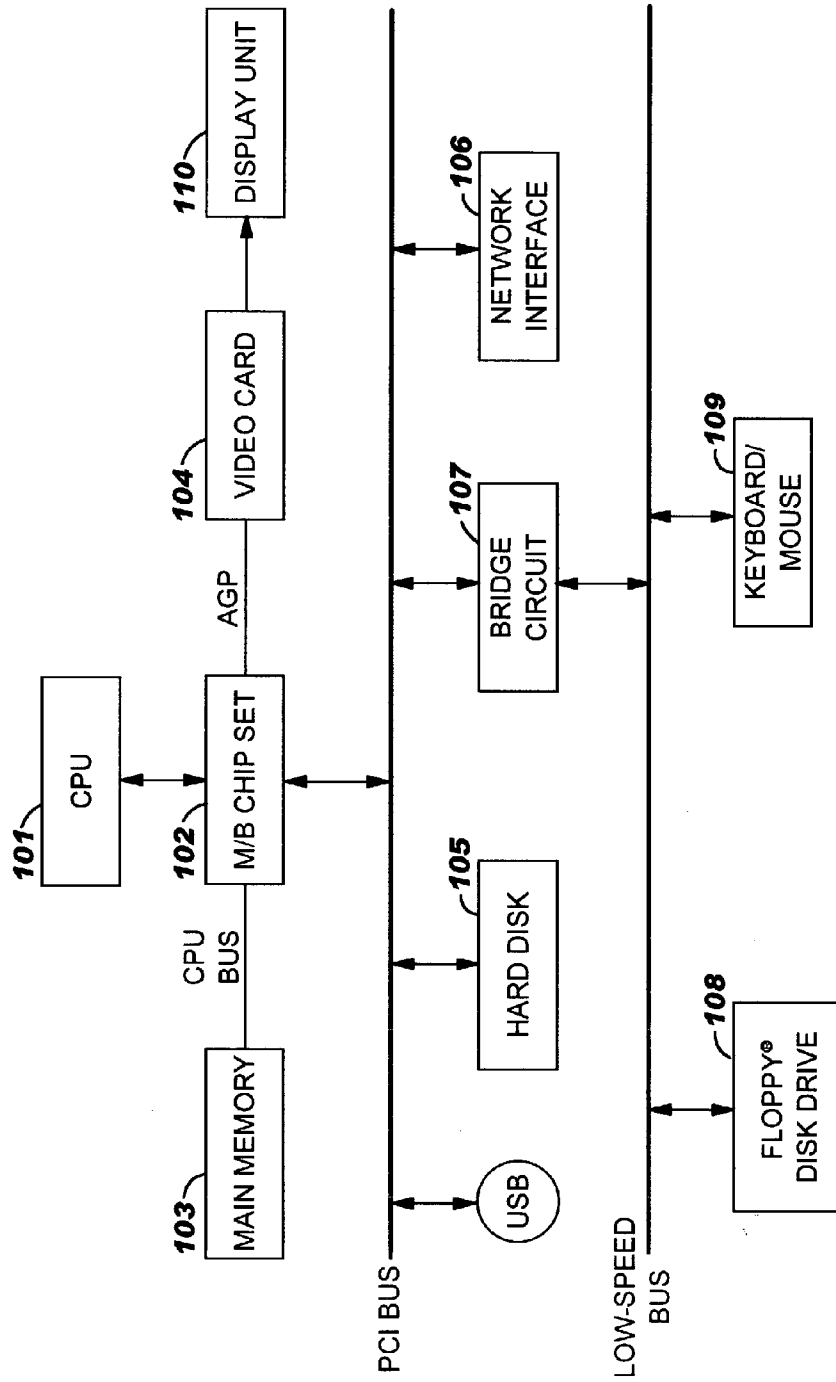 101
CPU
103
MAIN MEMORY
CPU
BUS
102
M/B CHIP SET
AGP
104
VIDEO CARD
110
DISPLAY UNIT
PCI BUS
USB
105
HARD DISK
107
BRIDGE
CIRCUIT
106
NETWORK
INTERFACE
LOW-SPEED
BUS
108
FLOPPY®
DISK DRIVE
109
KEYBOARD/
MOUSE